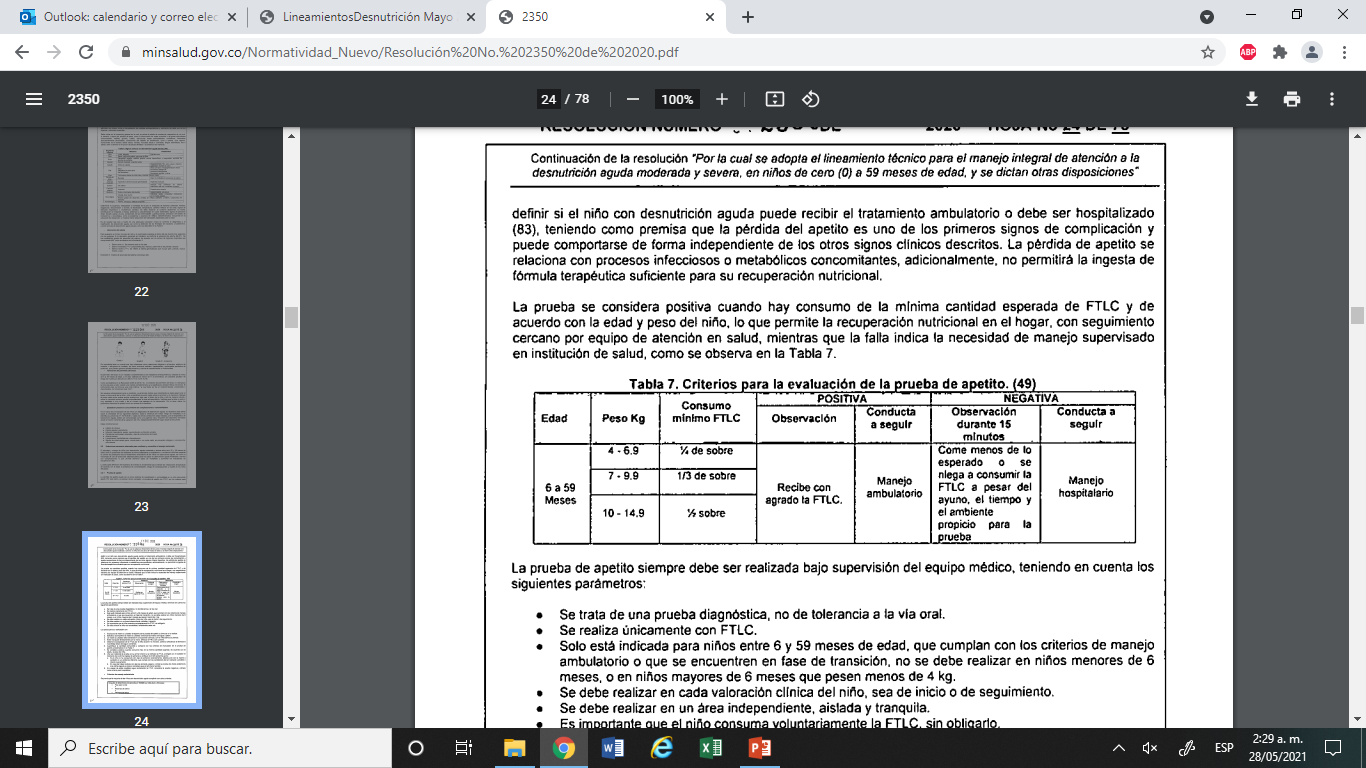 Outlook: calendario y correo elec
LineamientosDesnutrición Mayo
2350
minsalud.gov.co/Normatividad_Nuevo/Resolución%20No.%202350%20de%202020.pdf
ABP
2350
24 / 78
100%
22
23
24
2020 HOJA No 24 DE 78
Continuación de la resolución "Por la cual se adopta el lineamiento técnico para el manejo integral de atención a la
desnutrición aguda moderada y severa, en niños de cero (0) a 59 meses de edad, y se dictan otras disposiciones"
definir si el niño con desnutrición aguda puede recibir el tratamiento ambulatorio o debe ser hospitalizado
(83), teniendo como premisa que la pérdida del apetito es uno de los primeros signos de complicación y
puede comportarse de forma independiente de los otros signos clínicos descritos. La pérdida de apetito se
relaciona con procesos infecciosos o metabólicos concomitantes, adicionalmente, no permitirá la ingesta de
fórmula terapéutica suficiente para su recuperación nutricional.
La prueba se considera positiva cuando hay consumo de la mínima cantidad esperada de FTLC y de
acuerdo con la edad y peso del niño, lo que permite la recuperación nutricional en el hogar, con seguimiento
cercano por equipo de atención en salud, mientras que la falla indica la necesidad de manejo supervisado
en institución de salud, como se observa en la Tabla 7.
Tabla 7. Criterios para la evaluación de la prueba de apetito. (49)
POSITIVA NEGATIVA
Edad Peso Kg Consumo mínimo FTLC Observación Conducta a seguir Observación durante 15 minutos Conducta a seguir
6 a 59 Meses
4 - 6.9 ¼ de sobre
7 - 9.9 1/3 de sobre
10 - 14.9 ½ sobre
Recibe con
agrado la FTLC.
Manejo
ambulatorio
Come menos de lo
esperado o se
niega a consumir la
FTLC a pesar del
ayuno, el tiempo y
el ambiente
propicio para la
prueba
Manejo
hospitalario
La prueba de apetito siempre debe ser realizada bajo supervisión del equipo médico, teniendo en cuenta los
siguientes parámetros:
• Se trata de una prueba diagnóstica, no de tolerancia a la vía oral.
• Se realiza únicamente con FTLC.
• Solo está indicada para niños entre 6 y 59 meses de edad, que cumplan con los criterios de manejo
ambulatorio o que se encuentren en fase de transición, no se debe realizar en niños menores de 6
meses, o en niños mayores de 6 meses que pesen menos de 4 kg.
• Se debe realizar en cada valoración clínica del niño, sea de inicio o de seguimiento.
• Se debe realizar en un área independiente, aislada y tranquila.
• Es importante que el niño consuma voluntariamente la FTLC, sin obligarlo.
Escribe aquí para buscar.
ESP
2:29 a. m.
28/05/2021